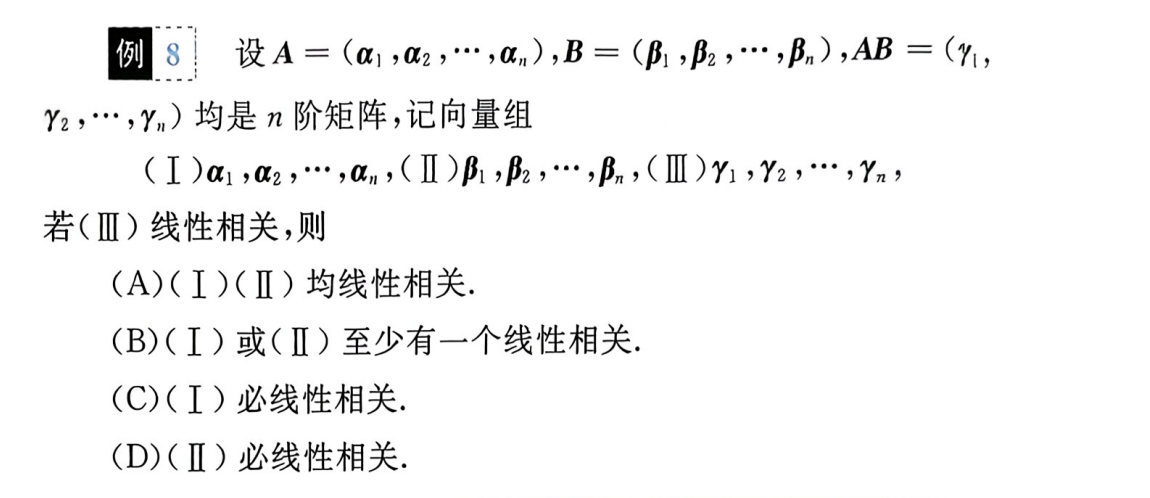 例 8 设 A = (α₁,α₂,⋯,αₙ),B = (β₁,β₂,⋯,βₙ),AB = (γ₁,
γ₂,⋯,γₙ) 均是 n 阶矩阵,记向量组
(Ⅰ)α₁,α₂,⋯,αₙ,(Ⅱ)β₁,β₂,⋯,βₙ,(Ⅲ)γ₁,γ₂,⋯,γₙ,
若(Ⅲ) 线性相关,则
(A)(Ⅰ)(Ⅱ) 均线性相关.
(B)(Ⅰ) 或(Ⅱ) 至少有一个线性相关.
(C)(Ⅰ) 必线性相关.
(D)(Ⅱ) 必线性相关.